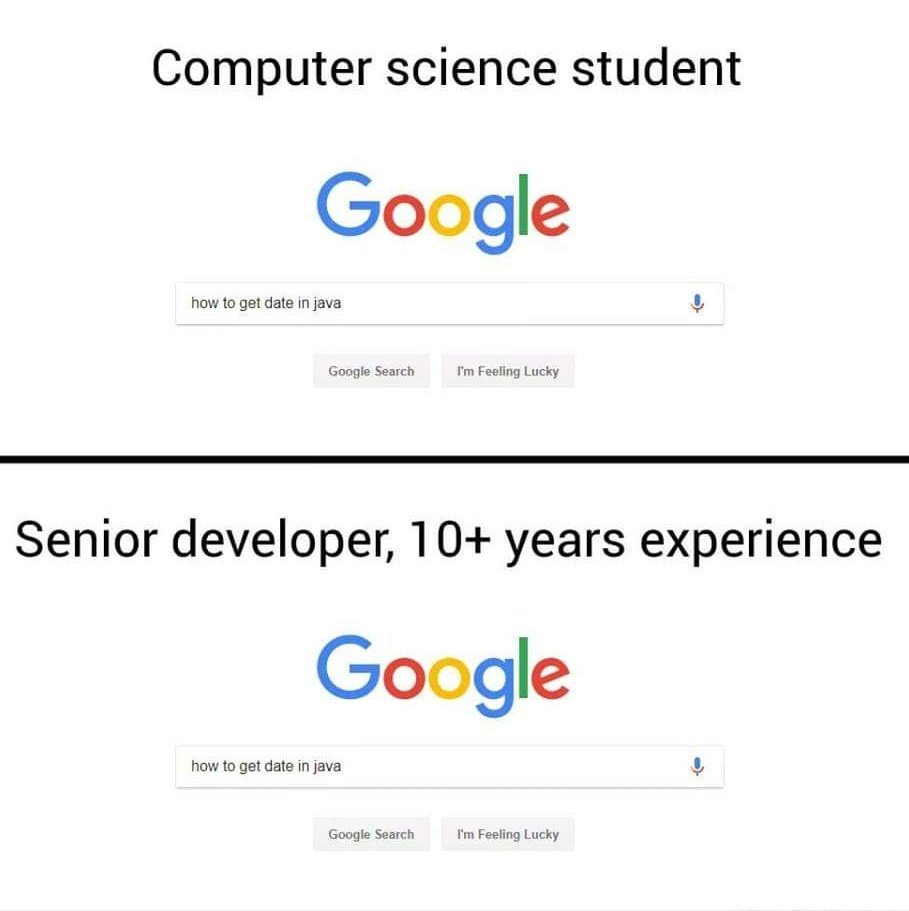 Computer science student
Google
how to get date in java
Google Search I'm Feeling Lucky
Senior developer, 10+ years experience
Google
how to get date in java
Google Search I'm Feeling Lucky